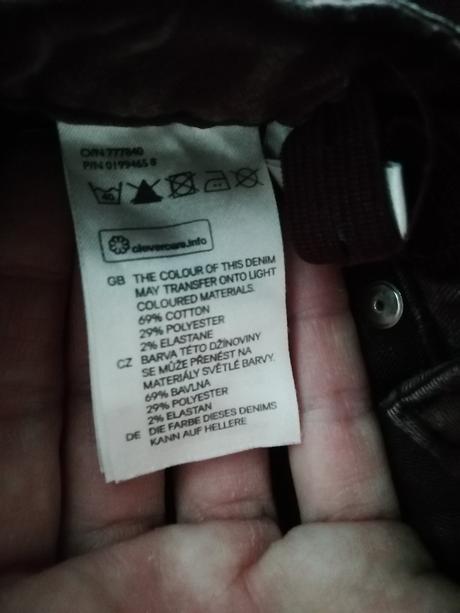 O/N 777840
P/N 0199465 8
40
clevercare.info
GB THE COLOUR OF THIS DENIM
MAY TRANSFER ONTO LIGHT
COLOURED MATERIALS.
69% COTTON
29% POLYESTER
2% ELASTANE
CZ BARVA TÉTO DŽÍNOVINY
SE MŮŽE PŘENÉST NA
MATERIÁLY SVĚTLÉ BARVY.
69% BAVLNA
29% POLYESTER
2% ELASTAN
DE DIE FARBE DIESES DENIMS
KANN AUF HELLERE